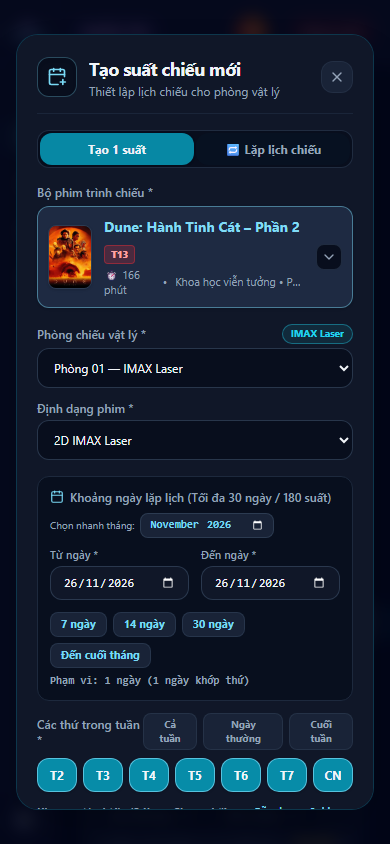 Tạo suất chiếu mới
Thiết lập lịch chiếu cho phòng vật lý
Tạo 1 suất
Lặp lịch chiếu
Bộ phim trình chiếu *
Dune: Hành Tinh Cát – Phần 2
T13
166 phút • Khoa học viễn tưởng • P...
Phòng chiếu vật lý *
IMAX Laser
Phòng 01 — IMAX Laser
Định dạng phim *
2D IMAX Laser
Khoảng ngày lặp lịch (Tối đa 30 ngày / 180 suất)
Chọn nhanh tháng: November 2026
Từ ngày * Đến ngày *
26/11/2026 26/11/2026
7 ngày 14 ngày 30 ngày
Đến cuối tháng
Phạm vi: 1 ngày (1 ngày khớp thứ)
Các thứ trong tuần *
Cả tuần
Ngày thường
Cuối tuần
T2 T3 T4 T5 T6 T7 CN